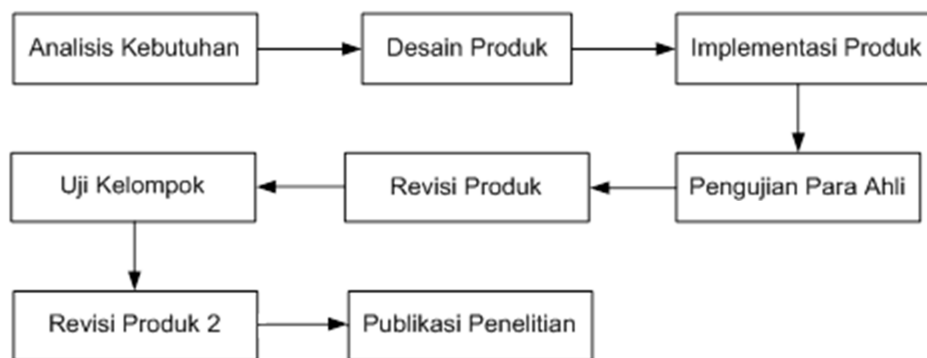 Analisis Kebutuhan
Desain Produk
Implementasi Produk
Pengujian Para Ahli
Revisi Produk
Uji Kelompok
Revisi Produk 2
Publikasi Penelitian